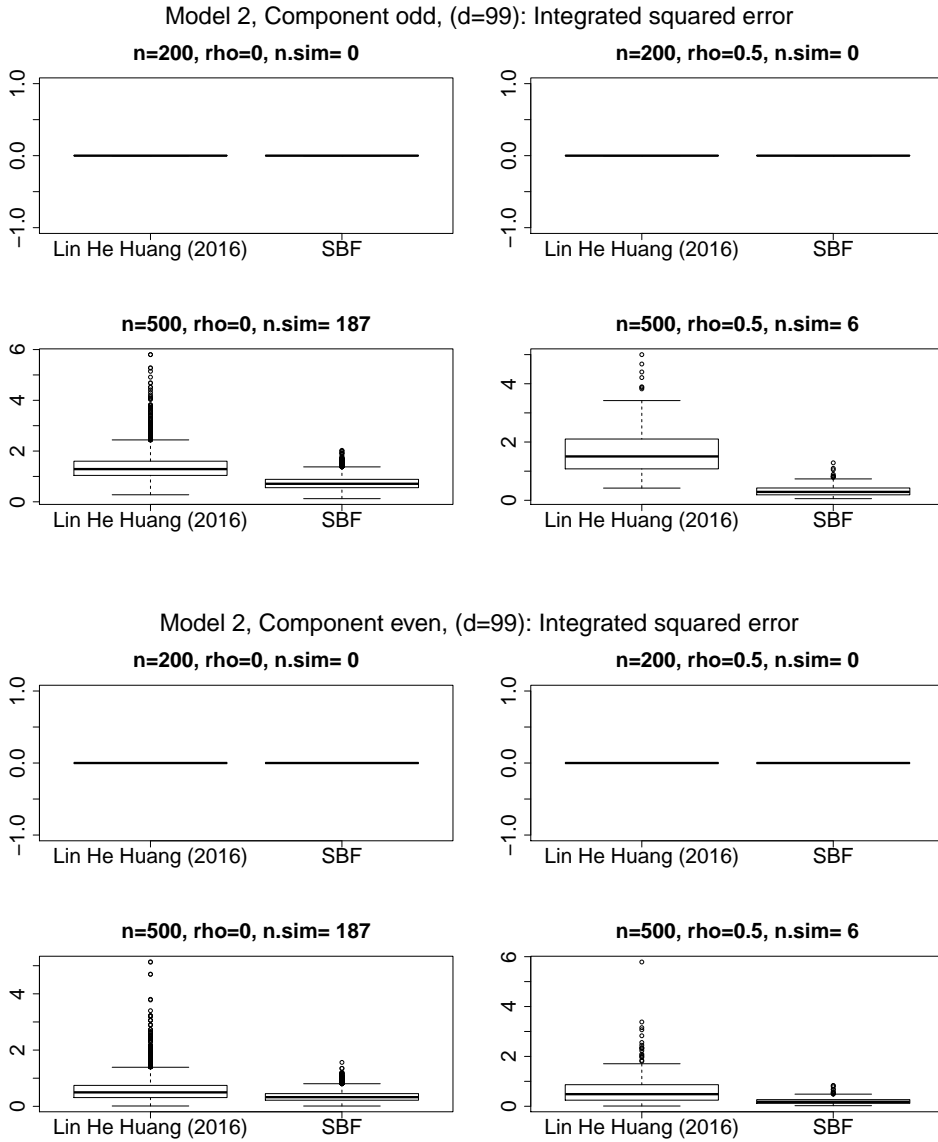 Model 2, Component odd, (d=99): Integrated squared error
n=200, rho=0, n.sim= 0
n=200, rho=0.5, n.sim= 0
1.0
0.0
−1.0
Lin He Huang (2016)
SBF
1.0
0.0
−1.0
Lin He Huang (2016)
SBF
n=500, rho=0, n.sim= 187
n=500, rho=0.5, n.sim= 6
6
4
2
0
Lin He Huang (2016)
SBF
4
2
0
Lin He Huang (2016)
SBF
Model 2, Component even, (d=99): Integrated squared error
n=200, rho=0, n.sim= 0
n=200, rho=0.5, n.sim= 0
1.0
0.0
−1.0
Lin He Huang (2016)
SBF
1.0
0.0
−1.0
Lin He Huang (2016)
SBF
n=500, rho=0, n.sim= 187
n=500, rho=0.5, n.sim= 6
4
2
0
Lin He Huang (2016)
SBF
6
4
2
0
Lin He Huang (2016)
SBF